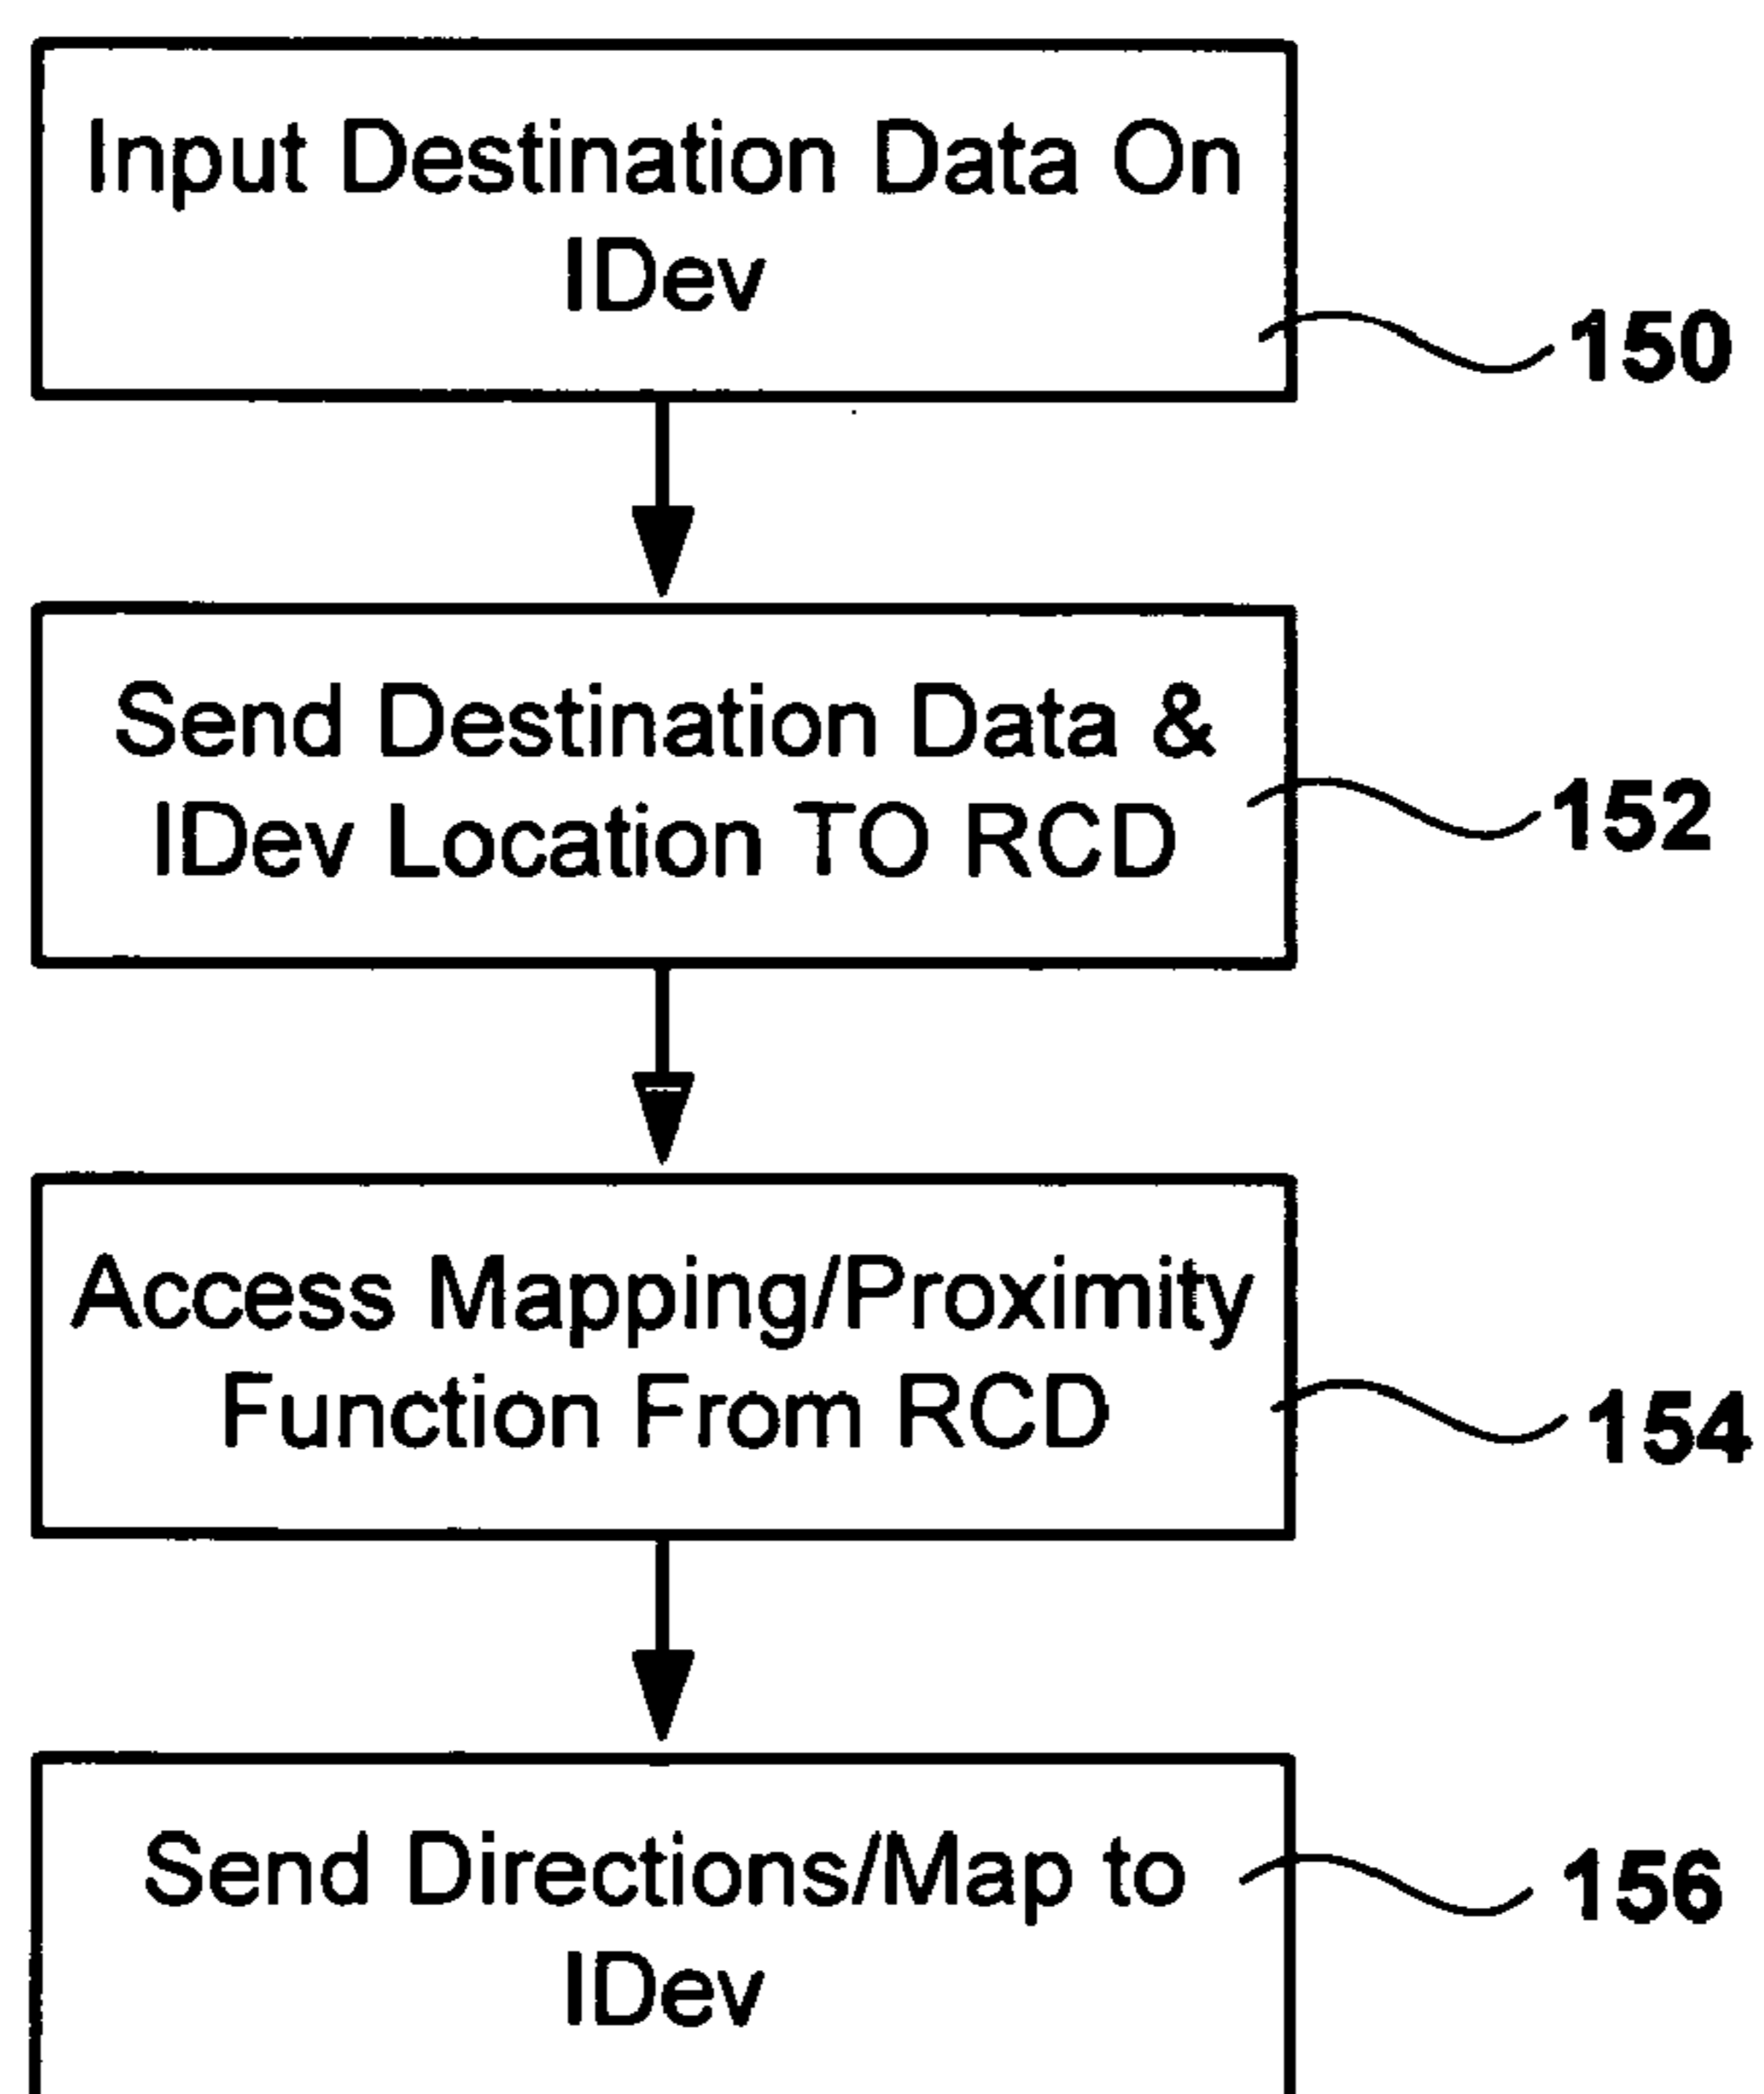 Input Destination Data On
IDev
150
Send Destination Data &
IDev Location TO RCD
152
Access Mapping/Proximity
Function From RCD
154
Send Directions/Map to
IDev
156